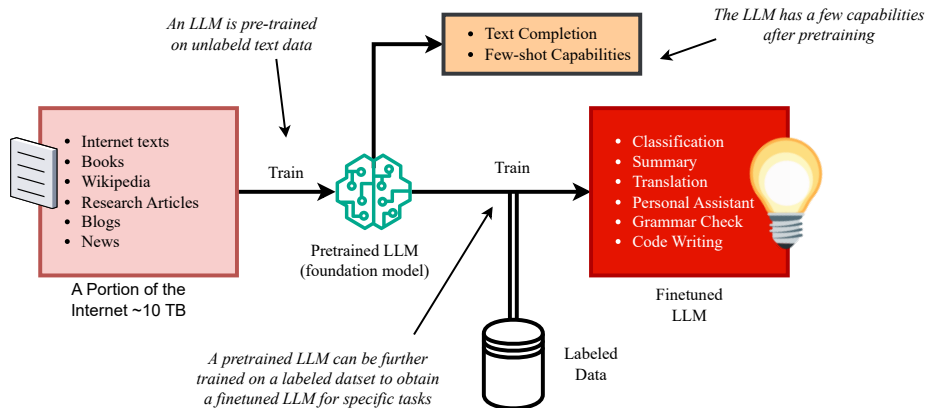 An LLM is pre-trained
on unlabeld text data
• Text Completion
• Few-shot Capabilities
The LLM has a few capabilities
after pretraining
• Internet texts
• Books
• Wikipedia
• Research Articles
• Blogs
• News
A Portion of the
Internet ~10 TB
Train
Pretrained LLM
(foundation model)
Train
• Classification
• Summary
• Translation
• Personal Assistant
• Grammar Check
• Code Writing
Finetuned
LLM
A pretrained LLM can be further
trained on a labeled datset to obtain
a finetuned LLM for specific tasks
Labeled
Data